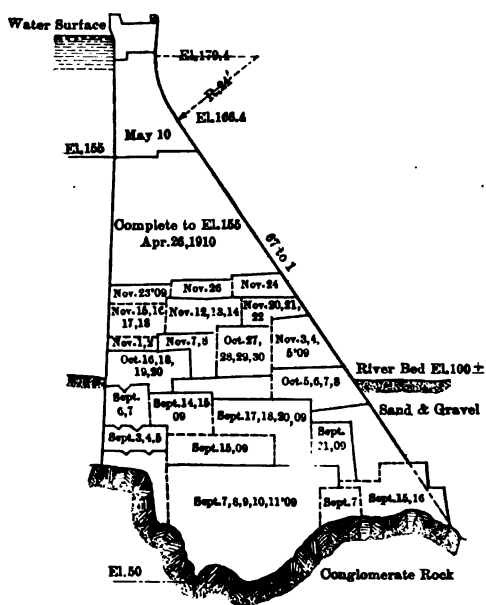 Water Surface
El.179.4
R.24'
El.166.4
May 10
El.155
Complete to El.155
Apr.26,1910
67 to 1
Nov.23'09
Nov.26
Nov.24
Nov.15,16
17,18
Nov.12,13,14
Nov.20,21,
22
Nov.1,2
Nov.7,8
Oct.27,
28,29,30
Nov.3,4,
5'09
Oct.16,18,
19,20
River Bed El.100±
Oct.5,6,7,8
Sept.
6,7
Sept.14,15
09
Sept.17,18,20,09
Sand & Gravel
Sept.3,4,5
Sept.15,09
Sept.
21,09
Sept.7,8,9,10,11'09
Sept.7
Sept.15,16
El.50
Conglomerate Rock